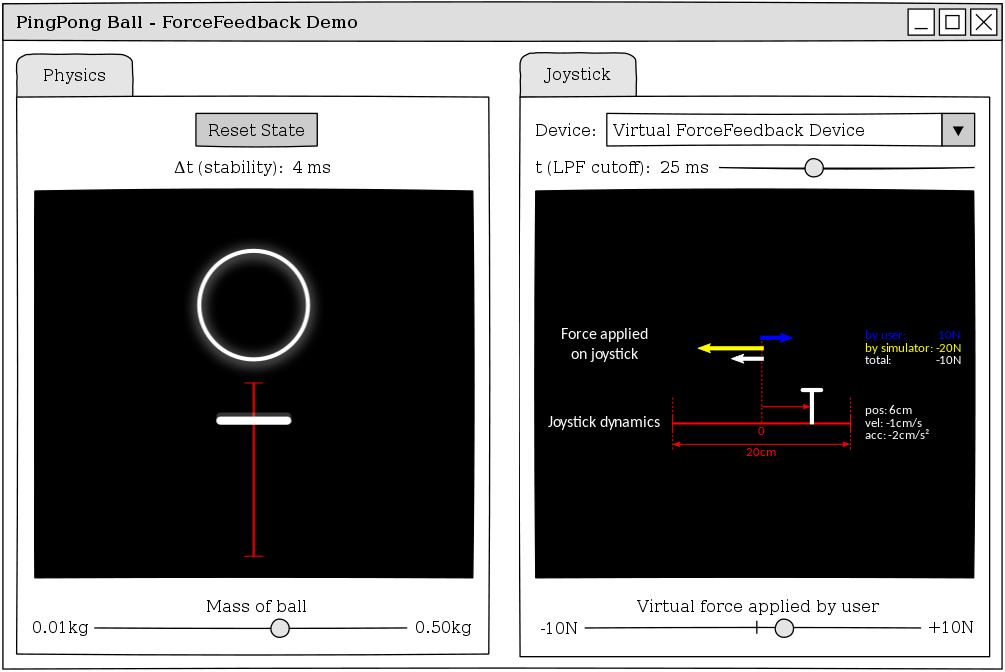 PingPong Ball - ForceFeedback Demo
Physics
Reset State
Δt (stability): 4 ms
Mass of ball
0.01kg
0.50kg
Joystick
Device: Virtual ForceFeedback Device
t (LPF cutoff): 25 ms
Force applied
on joystick
by user: 10N
by simulator: -20N
total: -10N
Joystick dynamics
0
20cm
pos: 6cm
vel: -1cm/s
acc: -2cm/s²
Virtual force applied by user
-10N
+10N